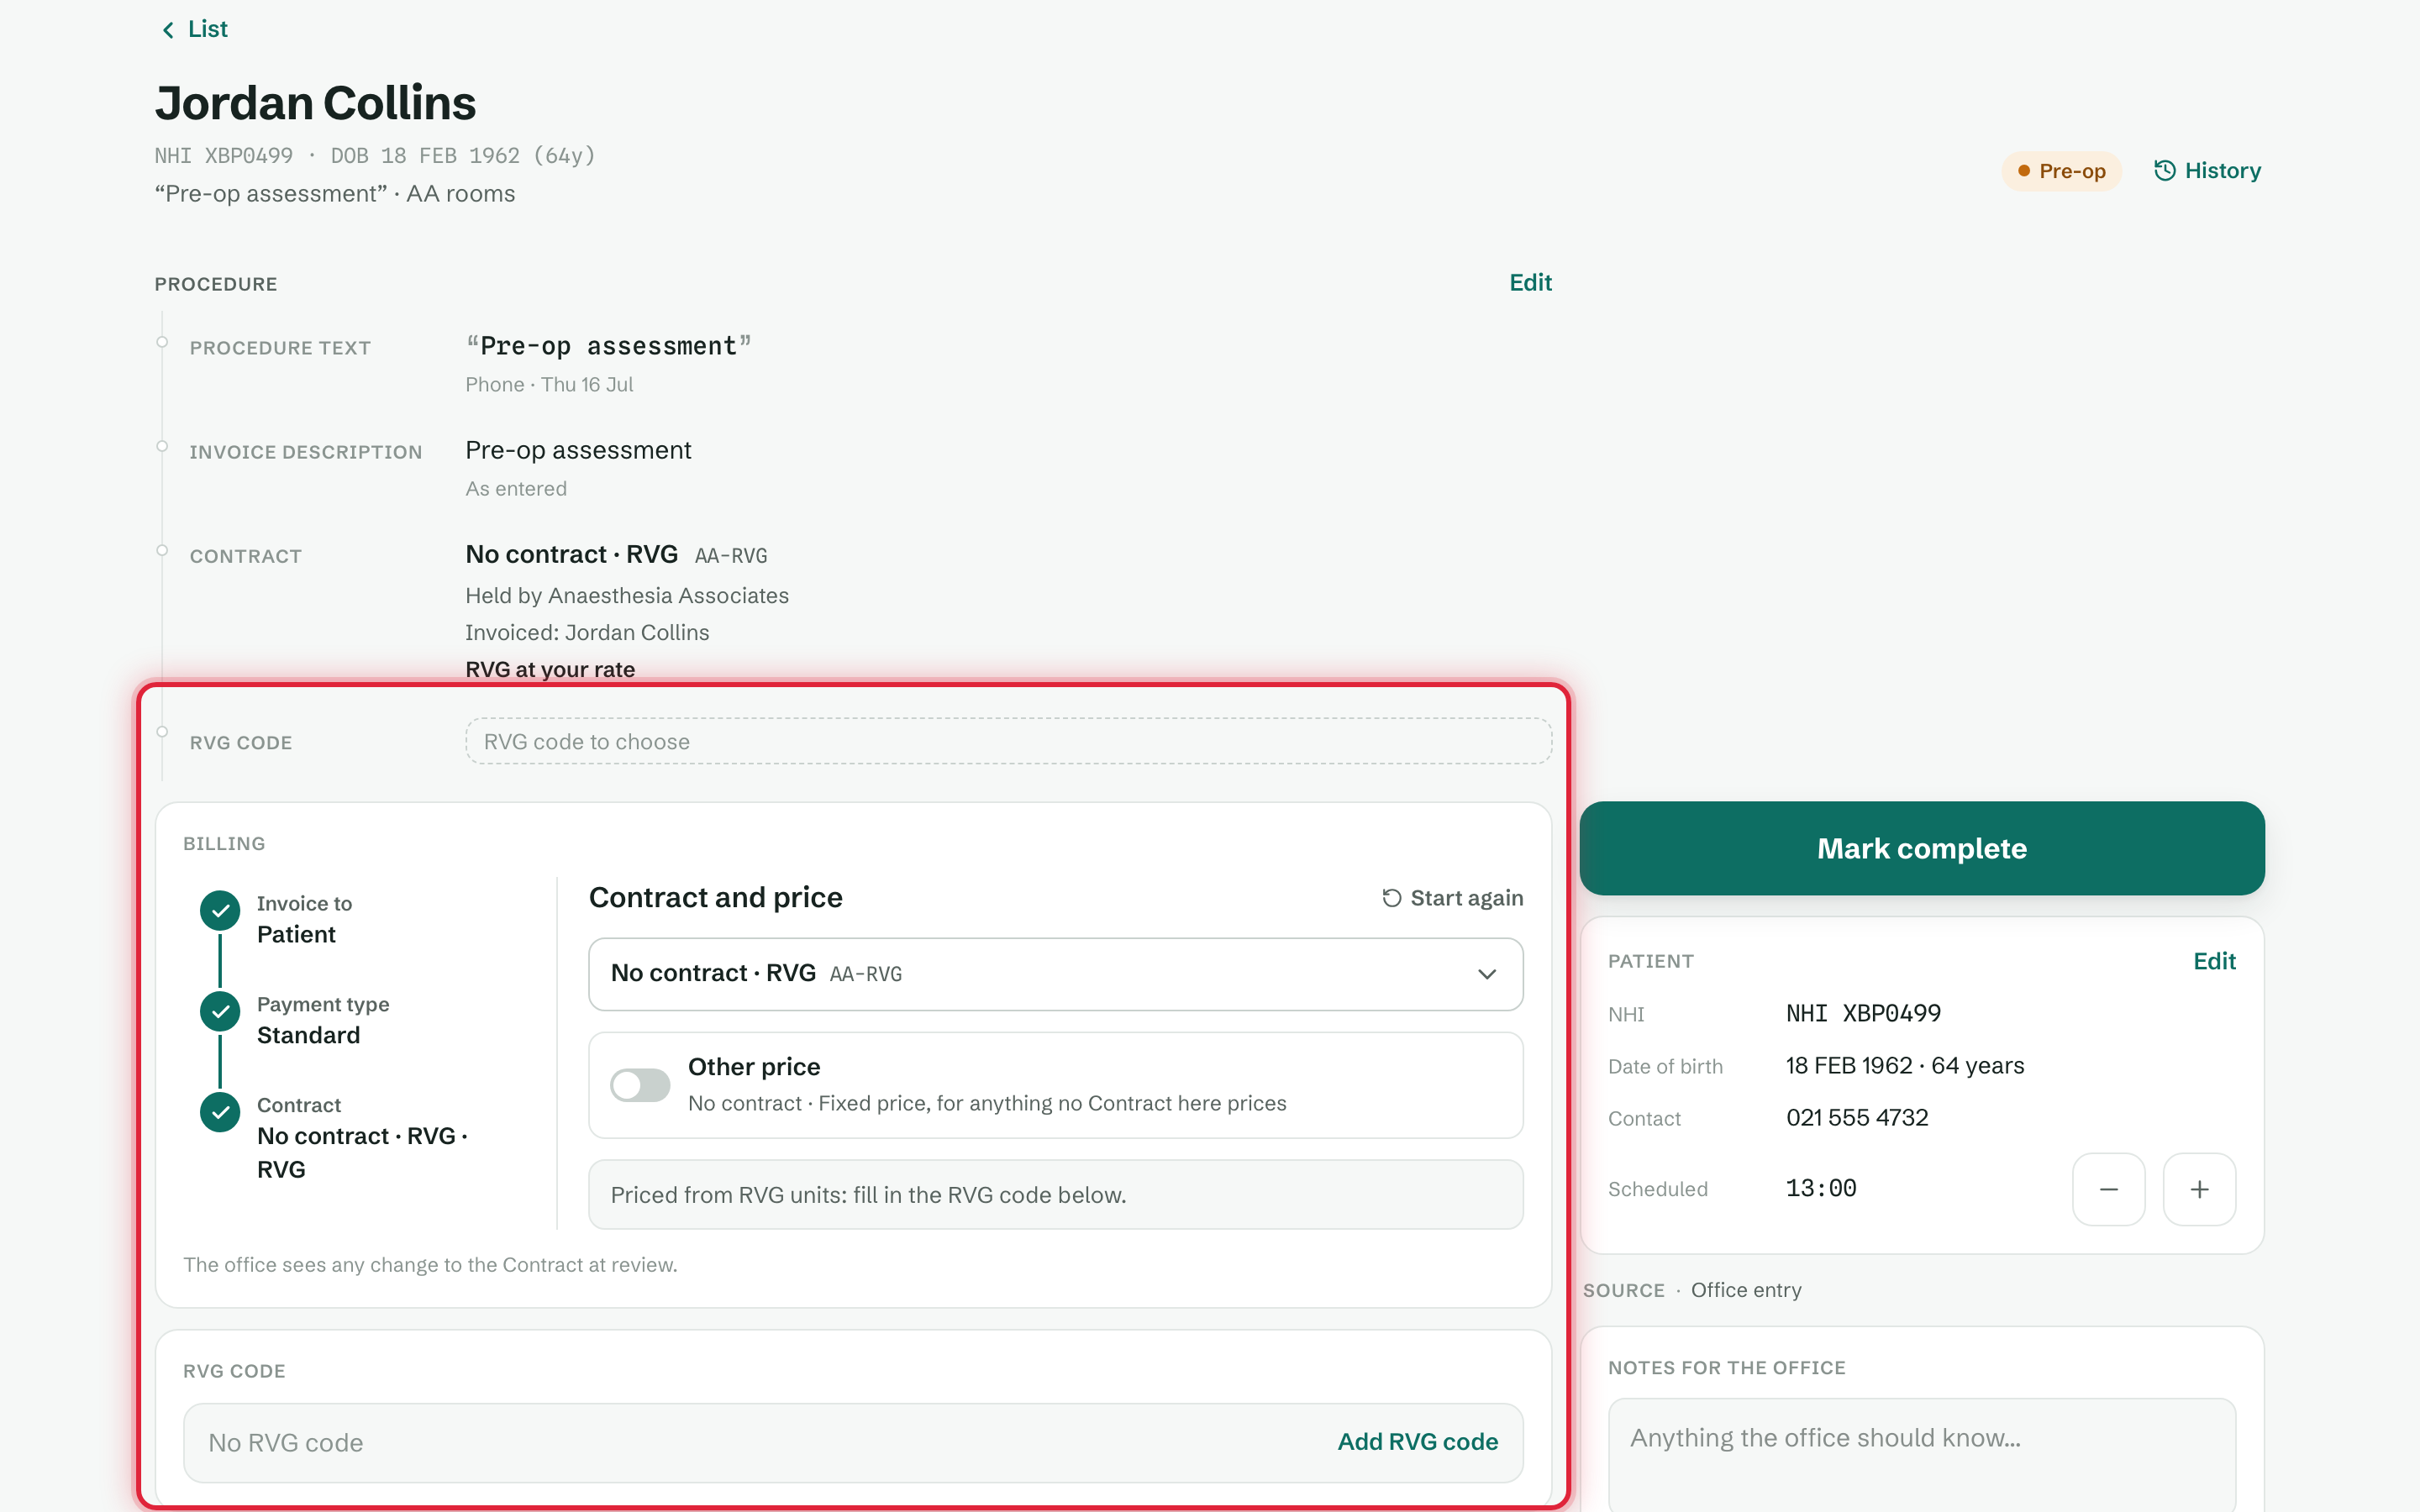 List
Jordan Collins
NHI XBP0499 · DOB 18 FEB 1962 (64y)
“Pre-op assessment” · AA rooms
Pre-op
History
PROCEDURE
Edit
PROCEDURE TEXT
“Pre-op assessment”
Phone · Thu 16 Jul
INVOICE DESCRIPTION
Pre-op assessment
As entered
CONTRACT
No contract · RVG AA-RVG
Held by Anaesthesia Associates
Invoiced: Jordan Collins
RVG at your rate
RVG CODE
RVG code to choose
BILLING
Invoice to
Patient
Payment type
Standard
Contract
No contract · RVG ·
RVG
Contract and price
Start again
No contract · RVG AA-RVG
Other price
No contract · Fixed price, for anything no Contract here prices
Priced from RVG units: fill in the RVG code below.
The office sees any change to the Contract at review.
RVG CODE
No RVG code
Add RVG code
Mark complete
PATIENT
Edit
NHI
NHI XBP0499
Date of birth
18 FEB 1962 · 64 years
Contact
021 555 4732
Scheduled
13:00
SOURCE · Office entry
NOTES FOR THE OFFICE
Anything the office should know...